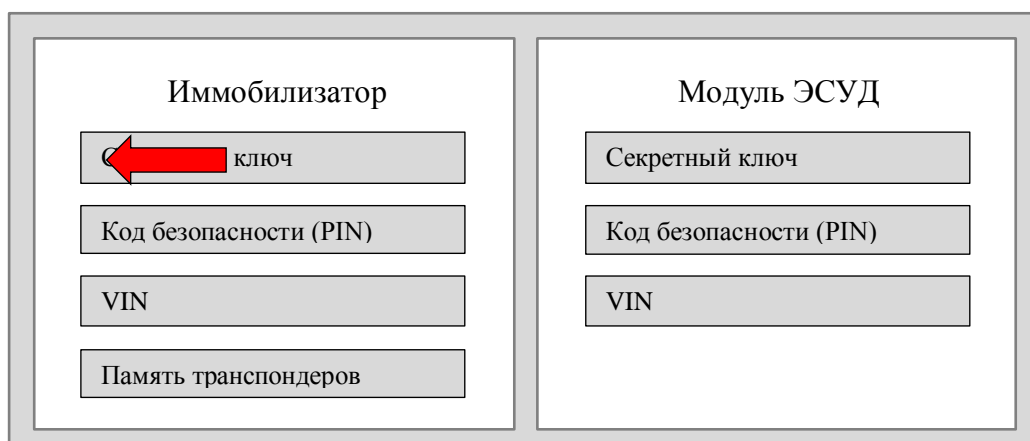 Иммобилизатор
ключ
Код безопасности (PIN)
VIN
Память транспондеров
Модуль ЭСУД
Секретный ключ
Код безопасности (PIN)
VIN